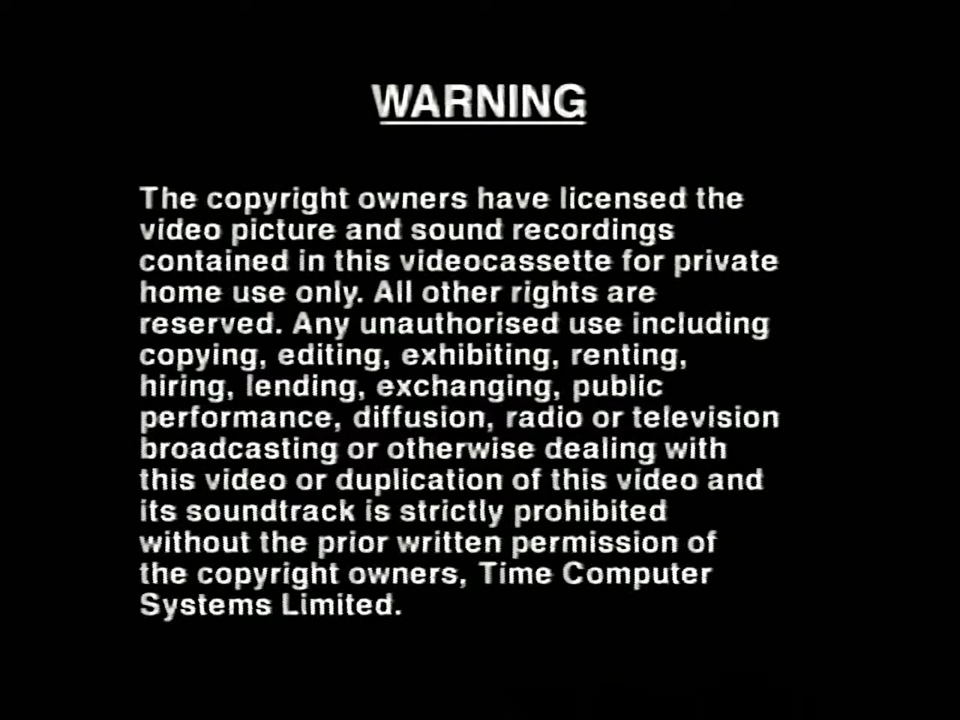 WARNING
The copyright owners have licensed the
video picture and sound recordings
contained in this videocassette for private
home use only. All other rights are
reserved. Any unauthorised use including
copying, editing, exhibiting, renting,
hiring, lending, exchanging, public
performance, diffusion, radio or television
broadcasting or otherwise dealing with
this video or duplication of this video and
its soundtrack is strictly prohibited
without the prior written permission of
the copyright owners, Time Computer
Systems Limited.